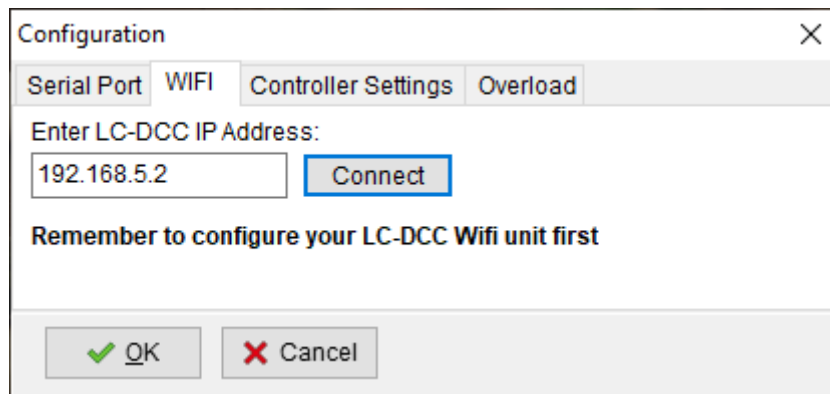 Configuration
Serial Port WIFI Controller Settings Overload
Enter LC-DCC IP Address:
192.168.5.2 Connect
Remember to configure your LC-DCC Wifi unit first
OK Cancel